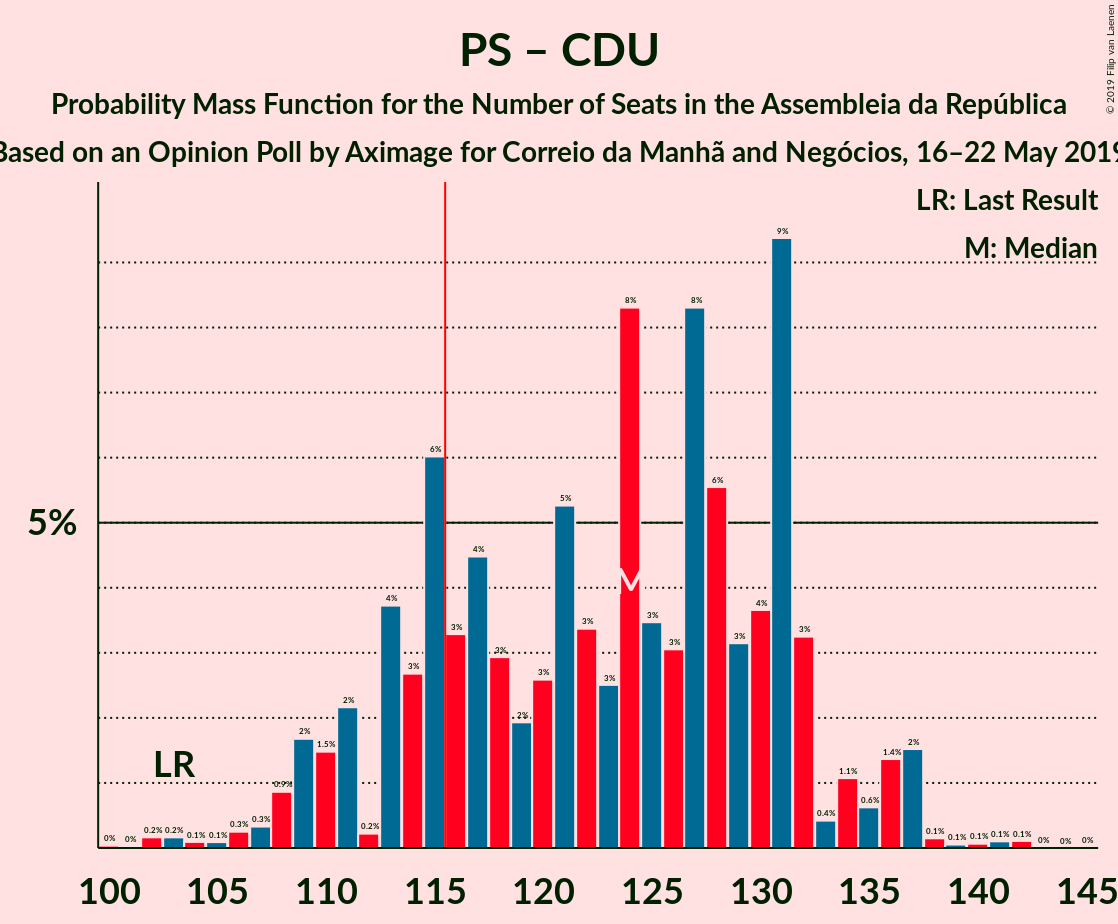 PS – CDU
Probability Mass Function for the Number of Seats in the Assembleia da República
Based on an Opinion Poll by Aximage for Correio da Manhã and Negócios, 16–22 May 2019
© 2019 Filip van Laenen
LR: Last Result
M: Median
5%
LR
M
0% 0% 0.2% 0.2% 0.1% 0.1% 0.3% 0.3% 0.9% 2% 1.5% 2% 0.2% 4% 3% 6% 3% 4% 3% 2% 3% 5% 3% 3% 8% 3% 3% 8% 6% 3% 4% 9% 3% 0.4% 1.1% 0.6% 1.4% 2% 0.1% 0.1% 0.1% 0.1% 0.1% 0% 0% 0%
100 105 110 115 120 125 130 135 140 145